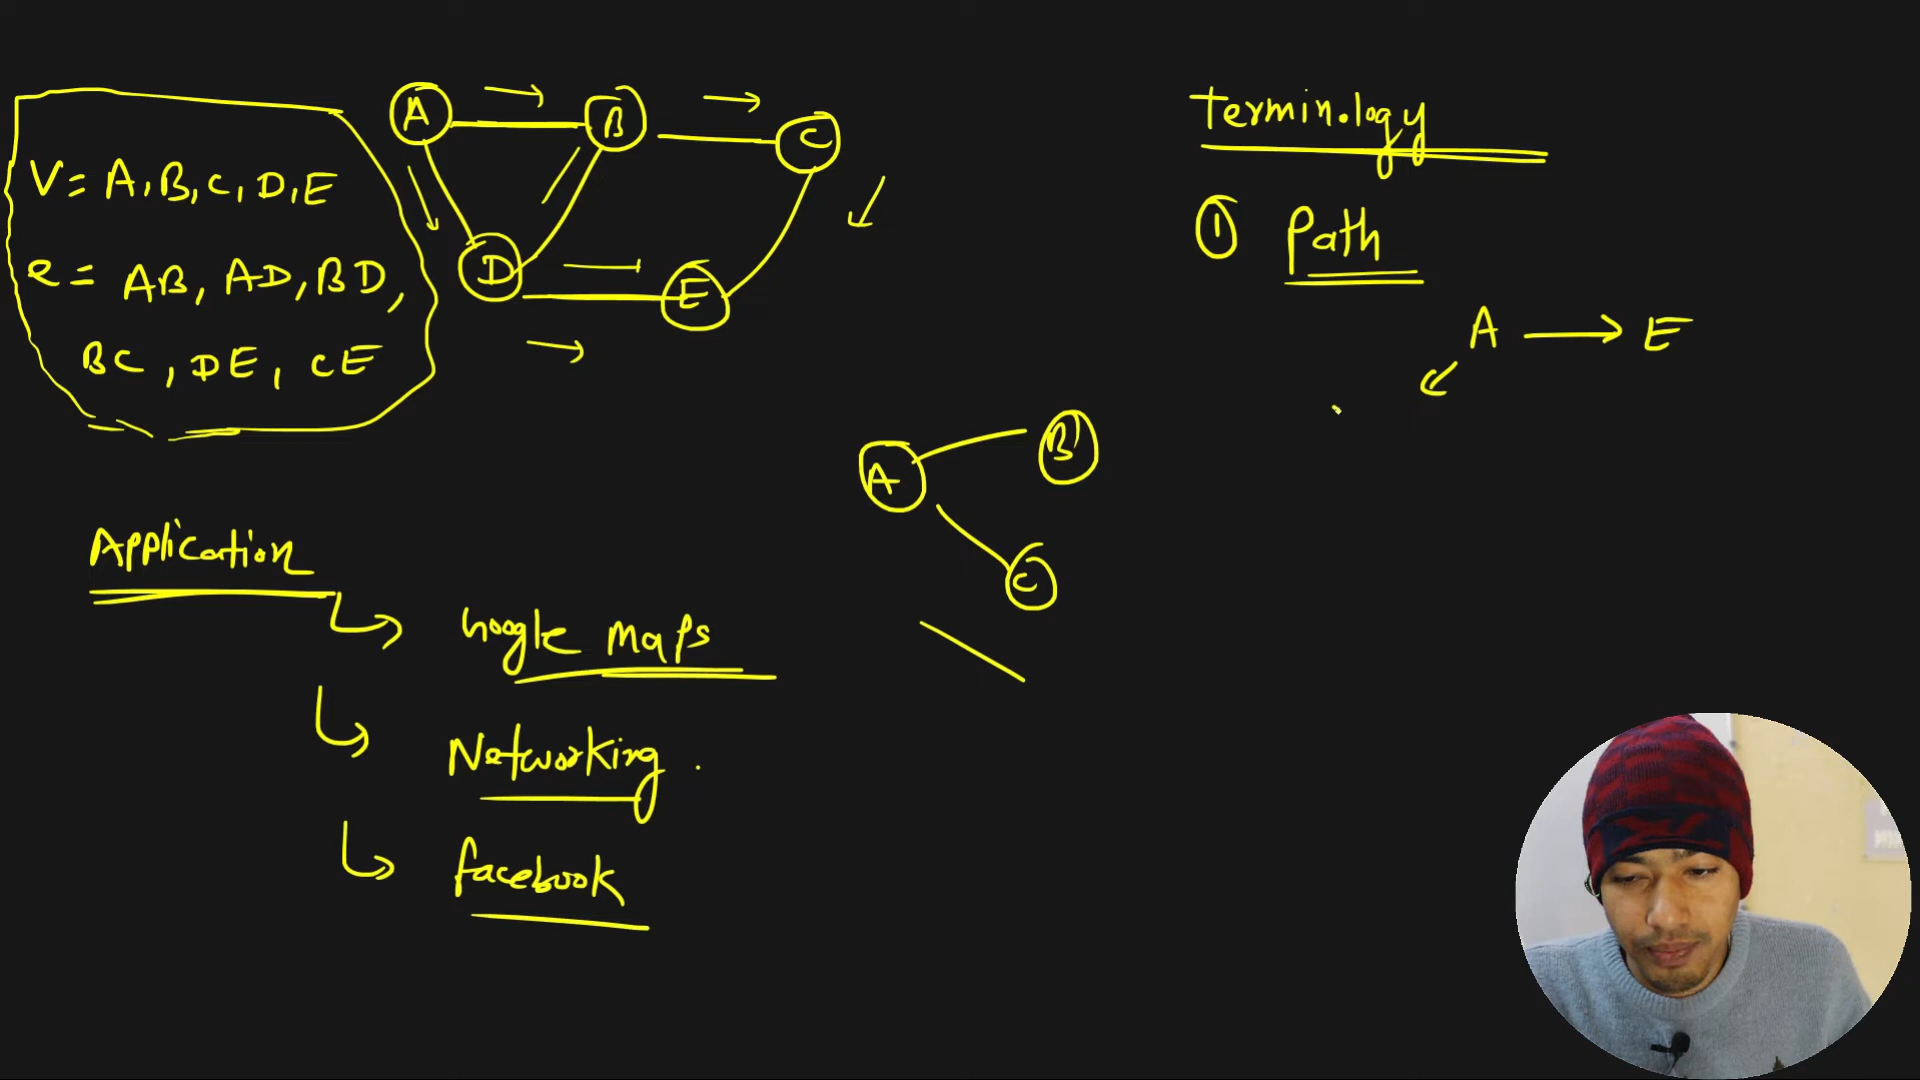 A B C
V = A, B, C, D, E
D E
e = AB, AD, BD,
BC, DE, CE
Application
Google Maps
Networking.
facebook
A B
C
Terminology
① Path
A → E